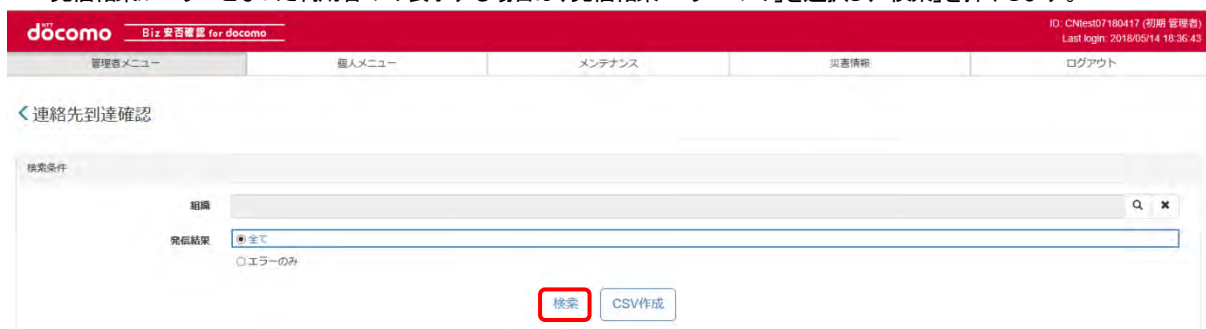 NTT
döcomo Biz 安否確認 for docomo
ID: CNtest07180417 (初期 管理者)
Last login: 2018/05/14 18:36:43
管理者メニュー 個人メニュー メンテナンス 災害情報 ログアウト
連絡先到達確認
検索条件
組織
発信結果 全て
エラーのみ
検索 CSV作成